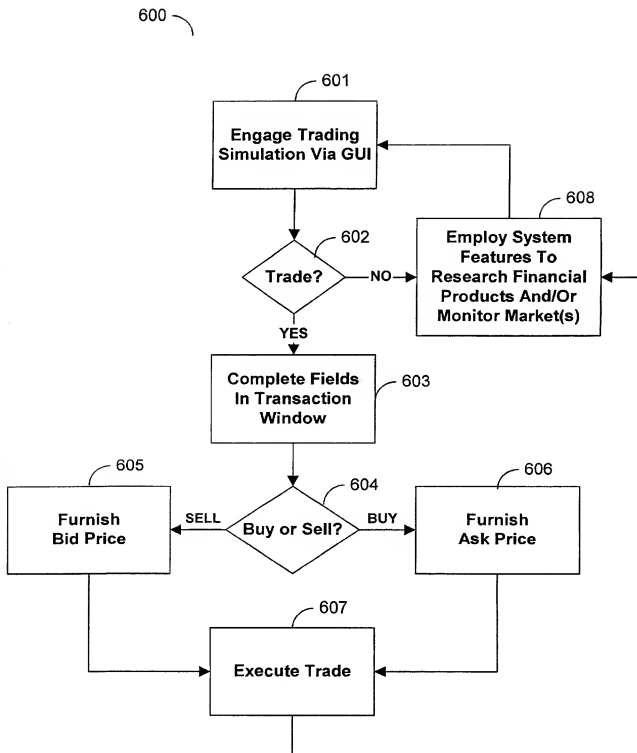 600
601
Engage Trading
Simulation Via GUI
608
602
Employ System
Features To
Research Financial
Products And/Or
Monitor Market(s)
Trade?
NO
YES
603
Complete Fields
In Transaction
Window
605
604
606
Furnish
Bid Price
SELL
Buy or Sell?
BUY
Furnish
Ask Price
607
Execute Trade